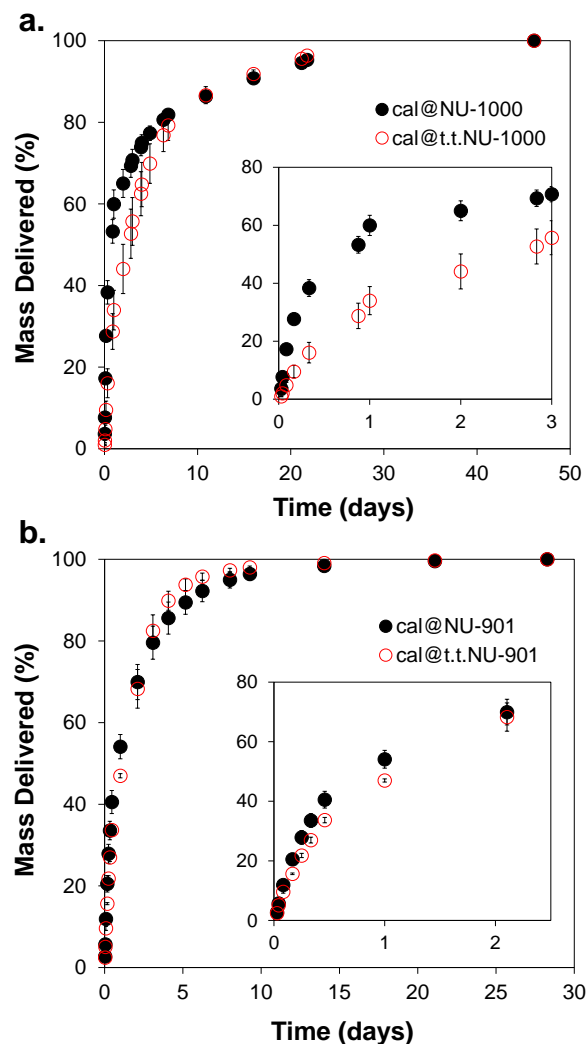 a.
100
80
60
40
20
0
Mass Delivered (%)
cal@NU-1000
cal@t.t.NU-1000
80
60
40
20
0
0 1 2 3
0 10 20 30 40 50
Time (days)
b.
100
80
60
40
20
0
Mass Delivered (%)
cal@NU-901
cal@t.t.NU-901
80
60
40
20
0
0 1 2
0 5 10 15 20 25 30
Time (days)